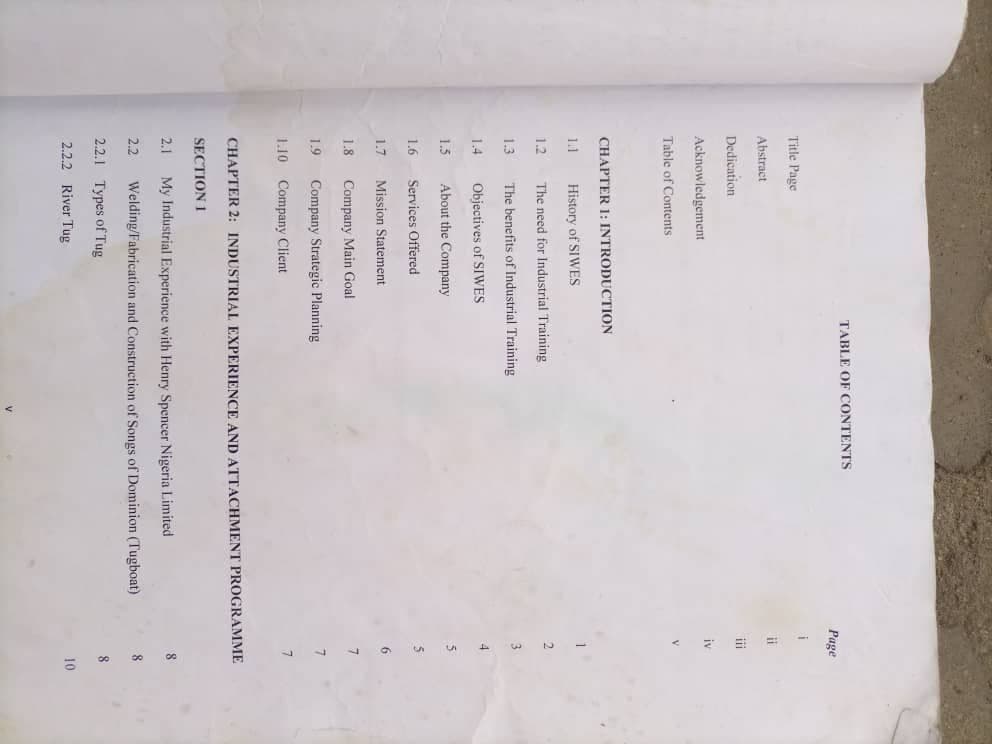 TABLE OF CONTENTS
Page
Title Page i
Abstract ii
Dedication iii
Acknowledgement iv
Table of Contents v
CHAPTER 1: INTRODUCTION
1.1 History of SIWES 1
1.2 The need for Industrial Training 2
1.3 The benefits of Industrial Training 3
1.4 Objectives of SIWES 4
1.5 About the Company 5
1.6 Services Offered 5
1.7 Mission Statement 6
1.8 Company Main Goal 7
1.9 Company Strategic Planning 7
1.10 Company Client 7
CHAPTER 2: INDUSTRIAL EXPERIENCE AND ATTACHMENT PROGRAMME
SECTION 1
2.1 My Industrial Experience with Henry Spencer Nigeria Limited 8
2.2 Welding/Fabrication and Construction of Songs of Dominion (Tugboat) 8
2.2.1 Types of Tug 8
2.2.2 River Tug 10
v